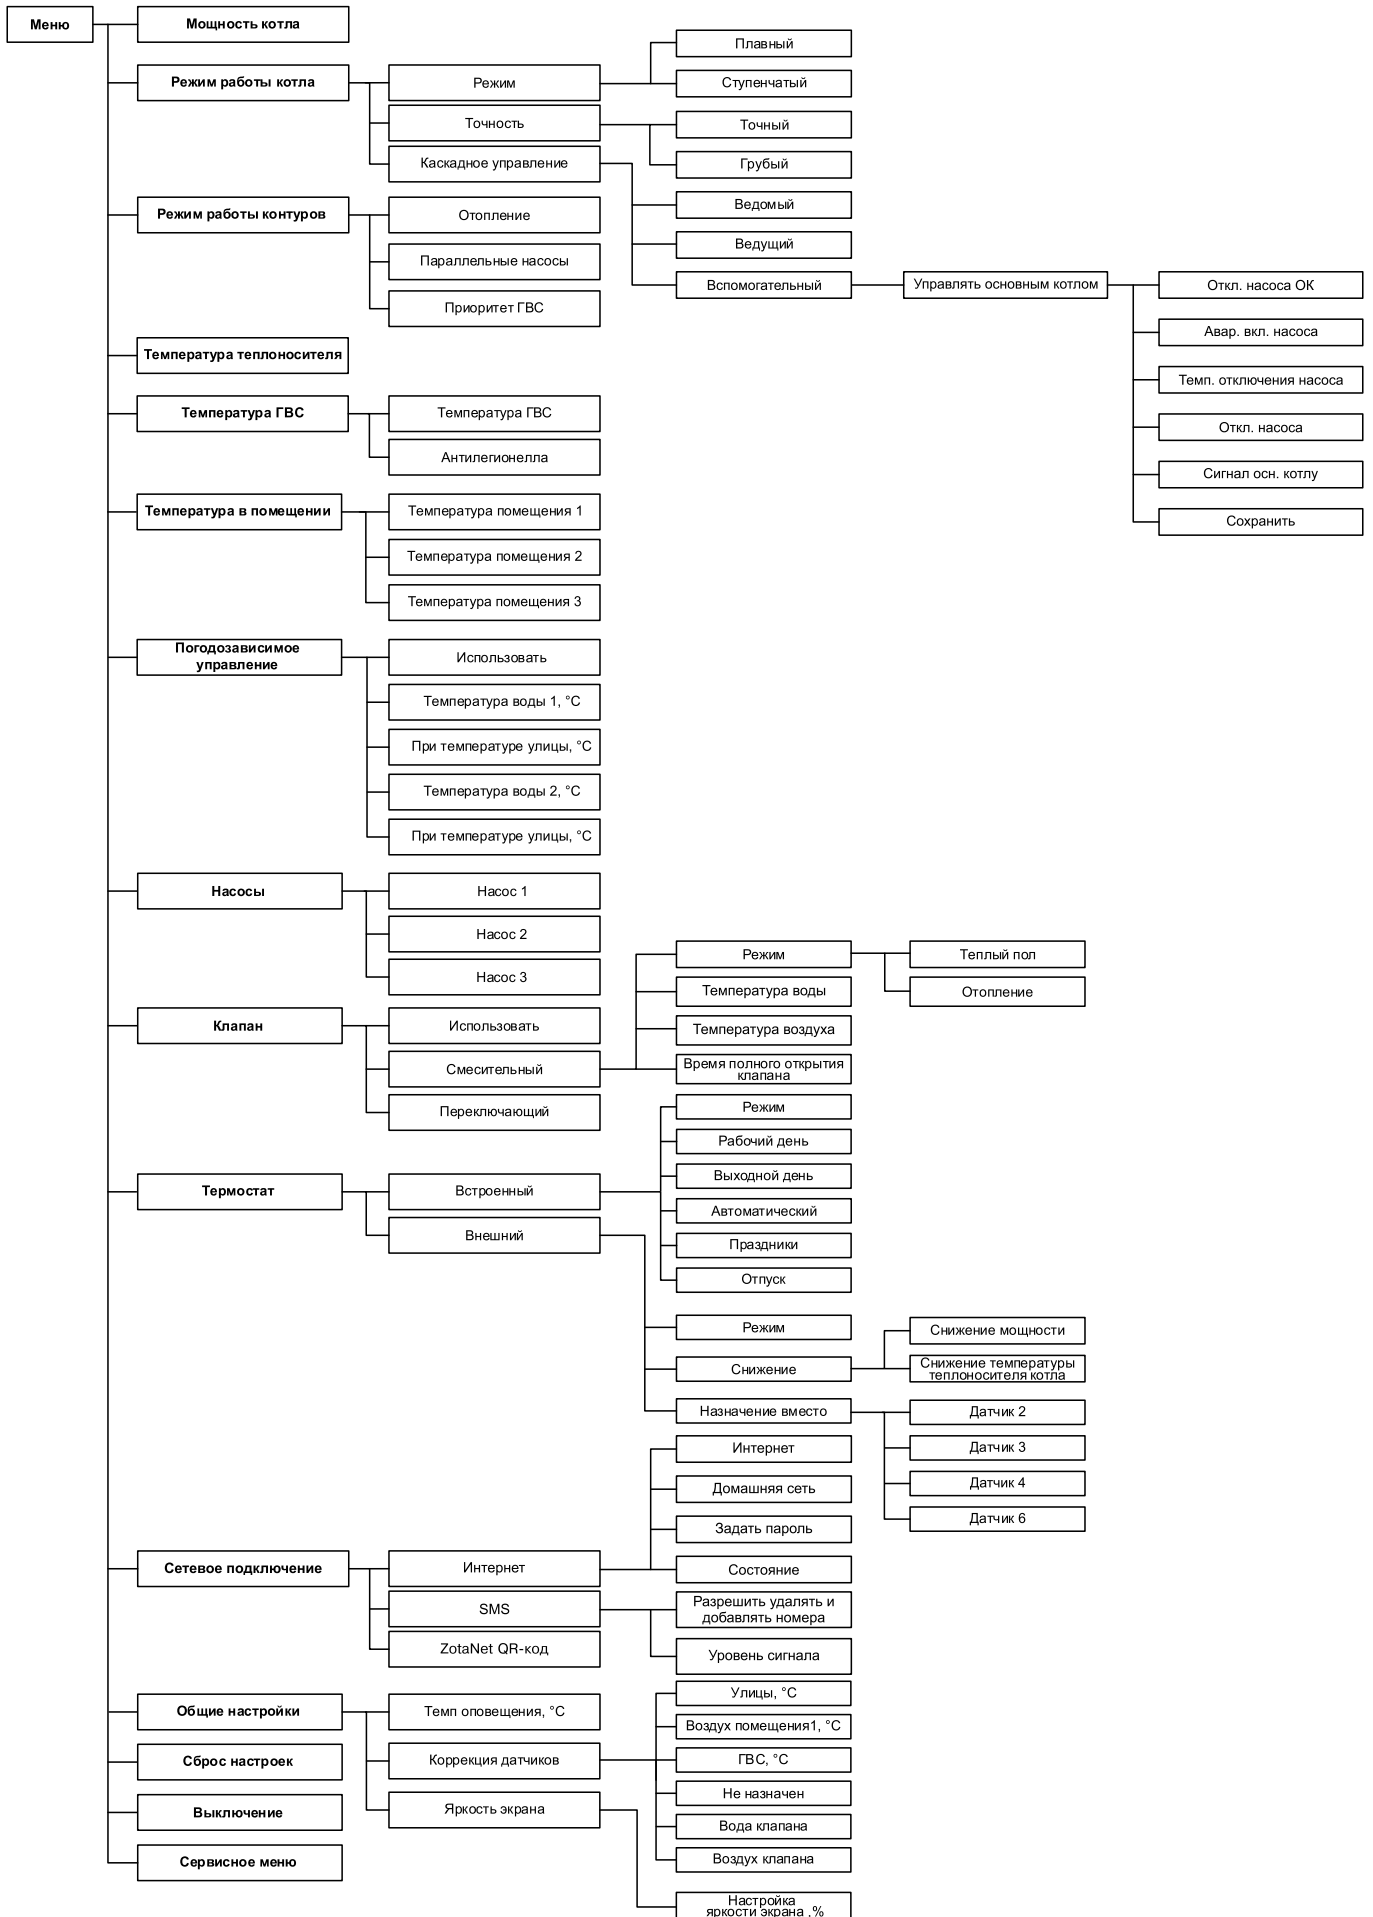 Меню
Мощность котла
Режим работы котла
Режим
Плавный
Ступенчатый
Точность
Точный
Грубый
Каскадное управление
Ведомый
Ведущий
Вспомогательный
Управлять основным котлом
Откл. насоса ОК
Авар. вкл. насоса
Темп. отключения насоса
Откл. насоса
Сигнал осн. котлу
Сохранить
Режим работы контуров
Отопление
Параллельные насосы
Приоритет ГВС
Температура теплоносителя
Температура ГВС
Температура ГВС
Антилегионелла
Температура в помещении
Температура помещения 1
Температура помещения 2
Температура помещения 3
Погодозависимое
управление
Использовать
Температура воды 1, °С
При температуре улицы, °С
Температура воды 2, °С
При температуре улицы, °С
Насосы
Насос 1
Насос 2
Насос 3
Клапан
Использовать
Смесительный
Режим
Теплый пол
Отопление
Температура воды
Температура воздуха
Время полного открытия
клапана
Переключающий
Термостат
Встроенный
Режим
Рабочий день
Выходной день
Автоматический
Праздники
Отпуск
Внешний
Режим
Снижение
Снижение мощности
Снижение температуры
теплоносителя котла
Назначение вместо
Датчик 2
Датчик 3
Датчик 4
Датчик 6
Сетевое подключение
Интернет
Интернет
Домашняя сеть
Задать пароль
Состояние
SMS
Разрешить удалять и
добавлять номера
Уровень сигнала
ZotaNet QR-код
Общие настройки
Темп оповещения, °С
Коррекция датчиков
Улицы, °С
Воздух помещения1, °С
ГВС, °С
Не назначен
Вода клапана
Воздух клапана
Яркость экрана
Настройка
яркости экрана ,%
Сброс настроек
Выключение
Сервисное меню